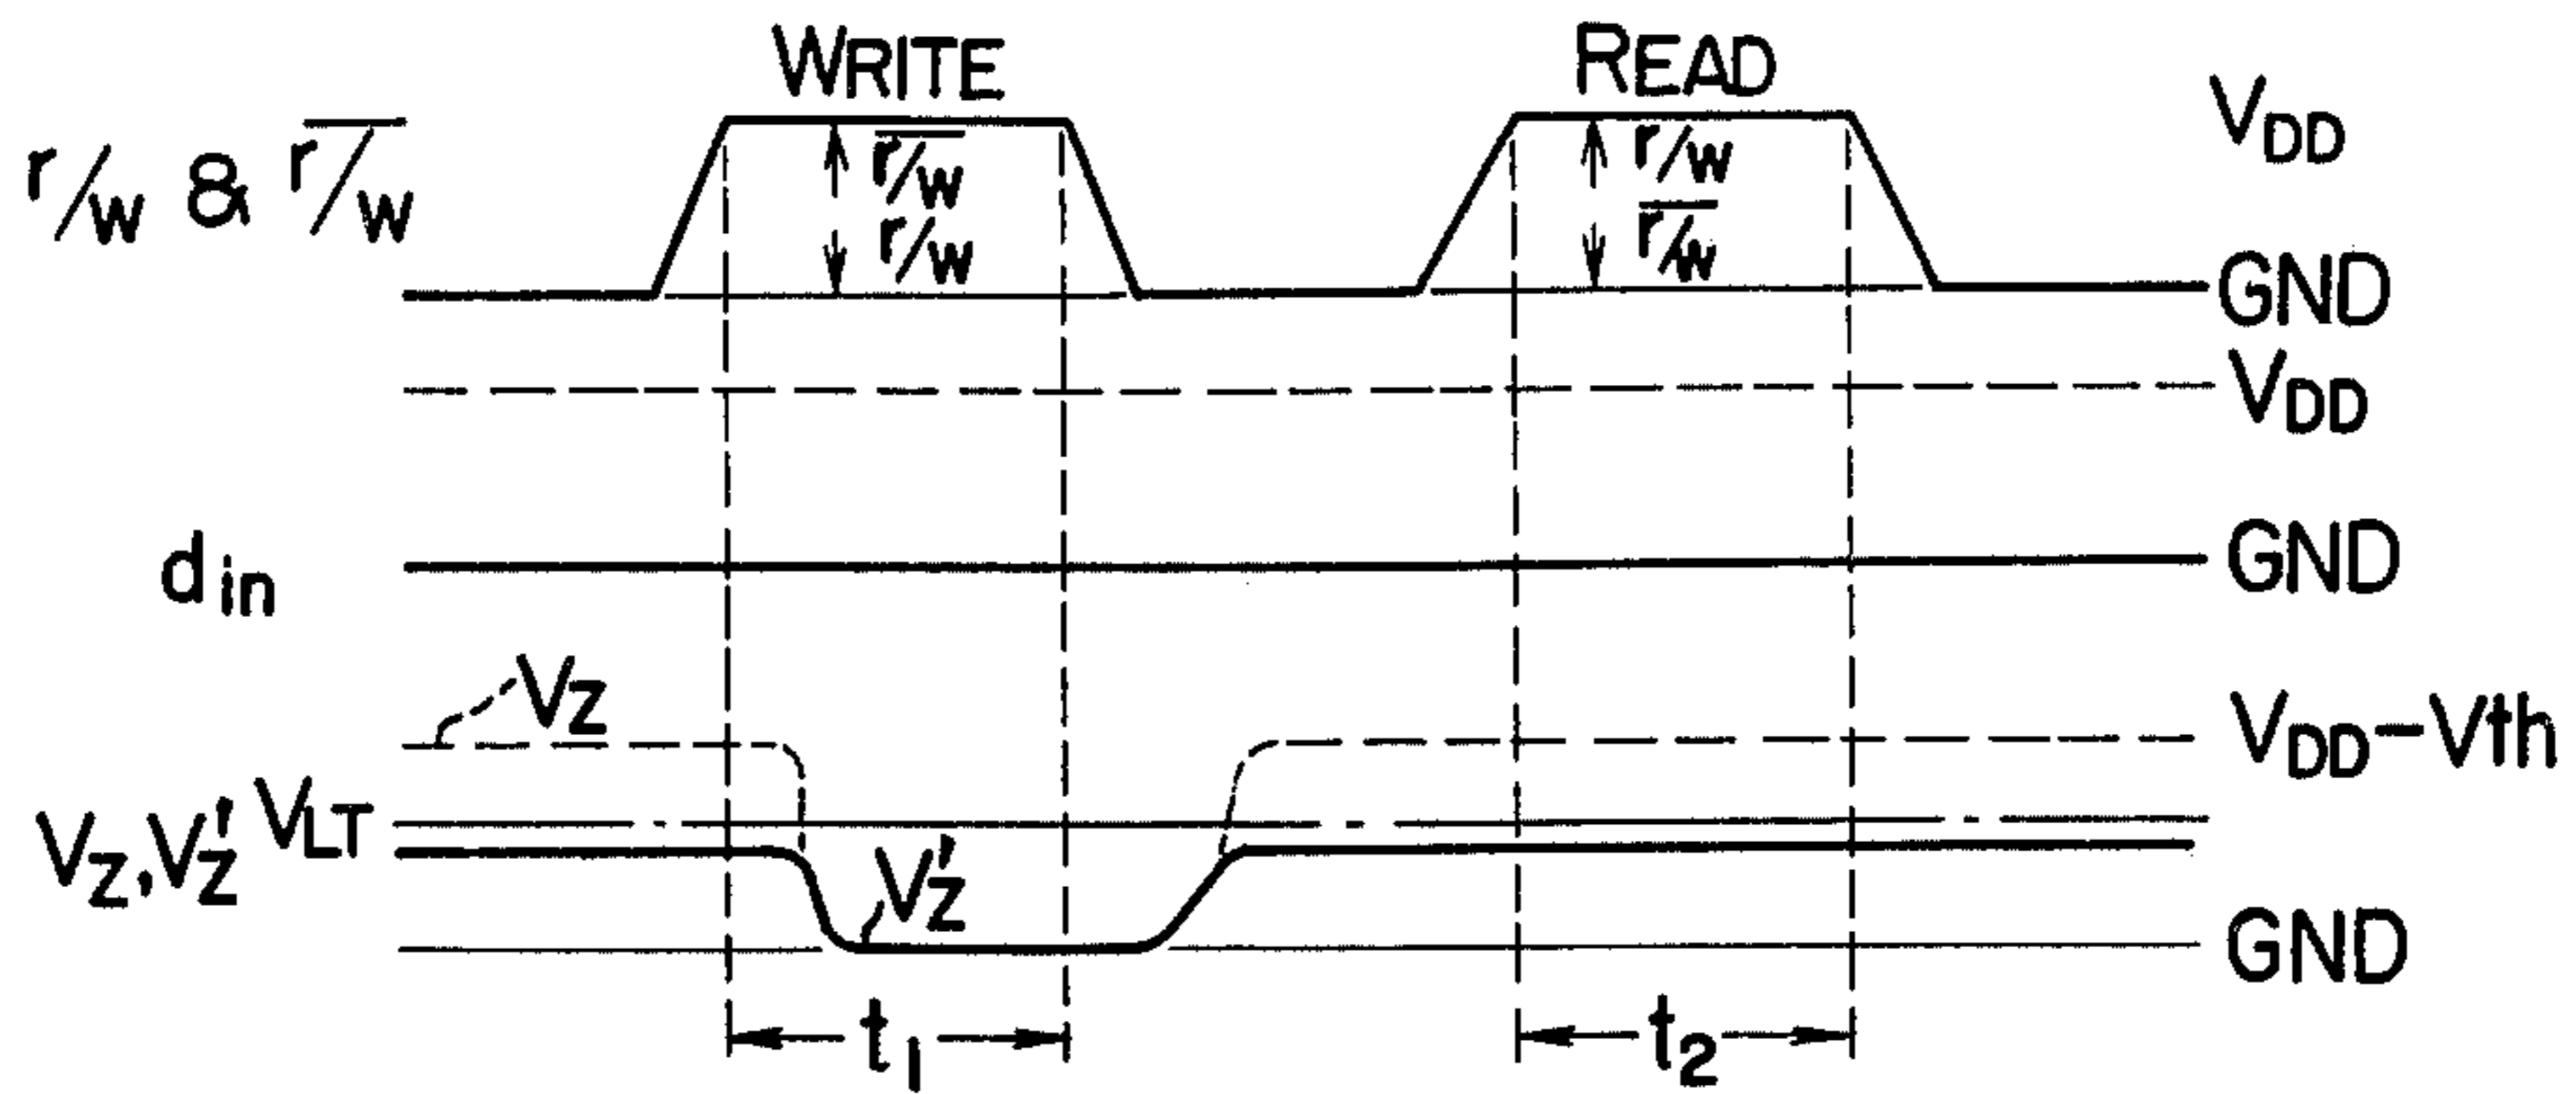 WRITE READ
r/w & r̅/̅w̅ r̅/̅w̅ r/w VDD
r/w r̅/̅w̅
GND
VDD
din GND
Vz VDD-Vth
Vz, Vz' VLT
Vz' GND
t1 t2